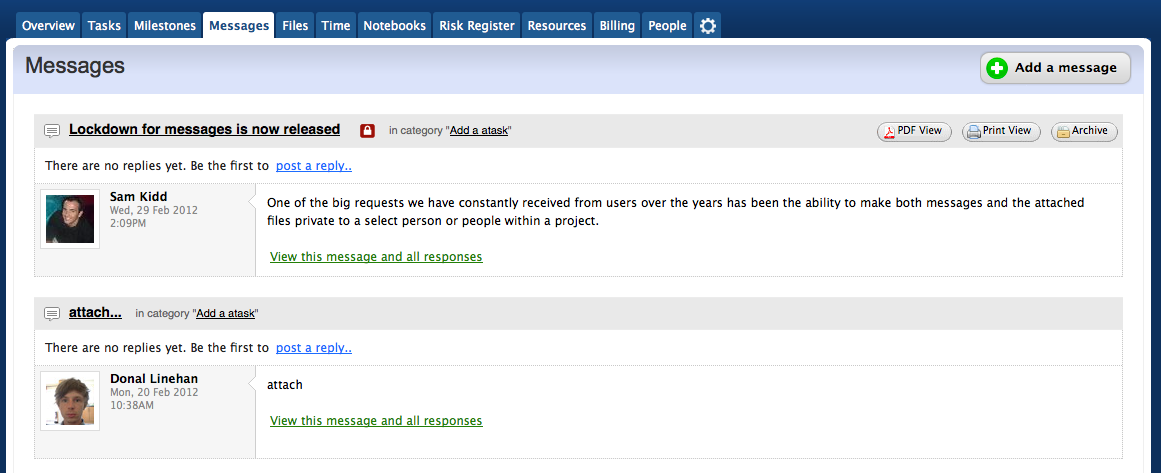 Overview Tasks Milestones Messages Files Time Notebooks Risk Register Resources Billing People
Messages
Add a message
Lockdown for messages is now released in category "Add a atask" PDF View Print View Archive
There are no replies yet. Be the first to post a reply..
Sam Kidd
Wed, 29 Feb 2012
2:09PM
One of the big requests we have constantly received from users over the years has been the ability to make both messages and the attached
files private to a select person or people within a project.
View this message and all responses
attach... in category "Add a atask"
There are no replies yet. Be the first to post a reply..
Donal Linehan
Mon, 20 Feb 2012
10:38AM
attach
View this message and all responses